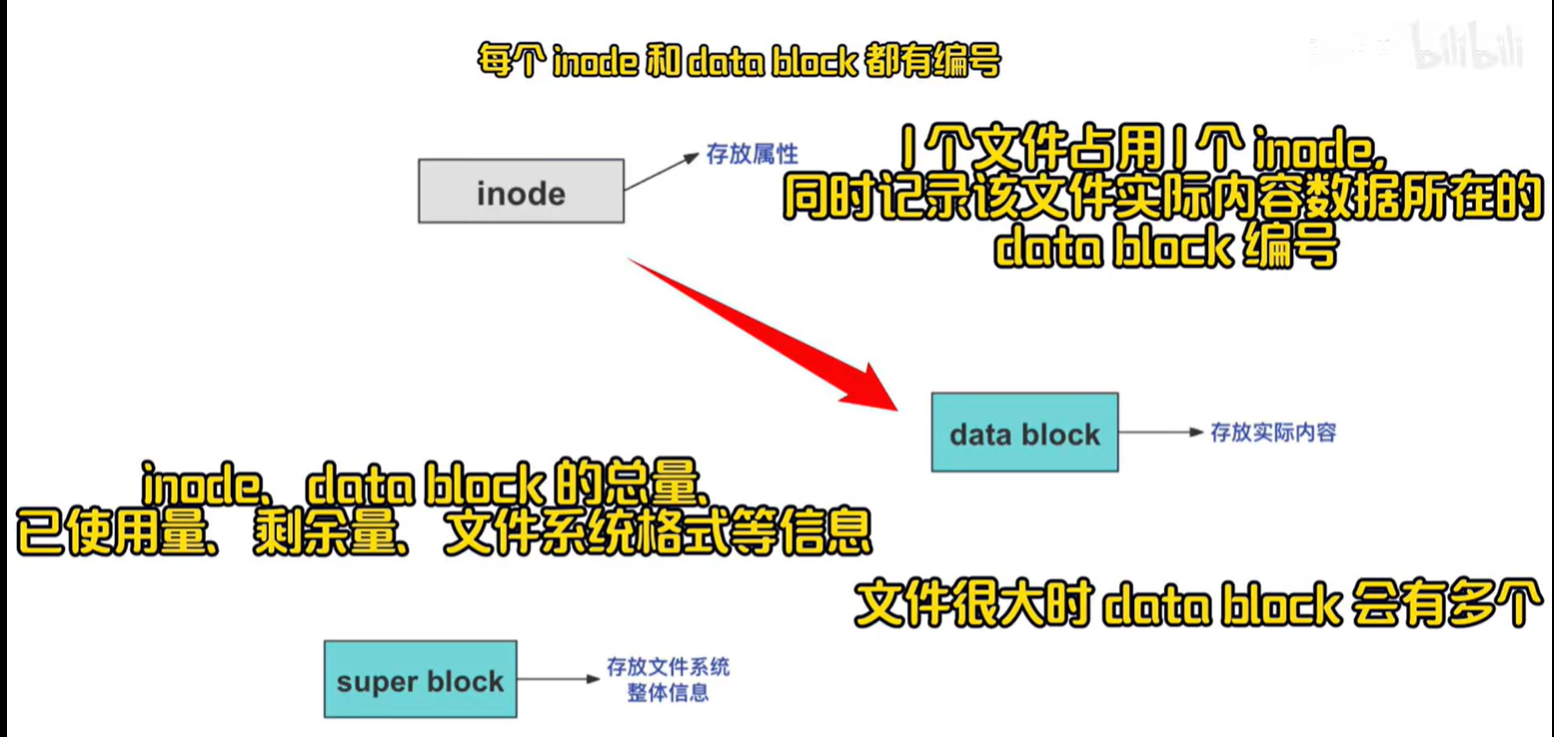 每个 inode 和 data block 都有编号
bilibili
inode
存放属性
1个文件占用1个 inode,
同时记录该文件实际内容数据所在的
data block 编号
data block
存放实际内容
inode、data block 的总量、
已使用量、剩余量、文件系统格式等信息
文件很大时 data block 会有多个
super block
存放文件系统
整体信息